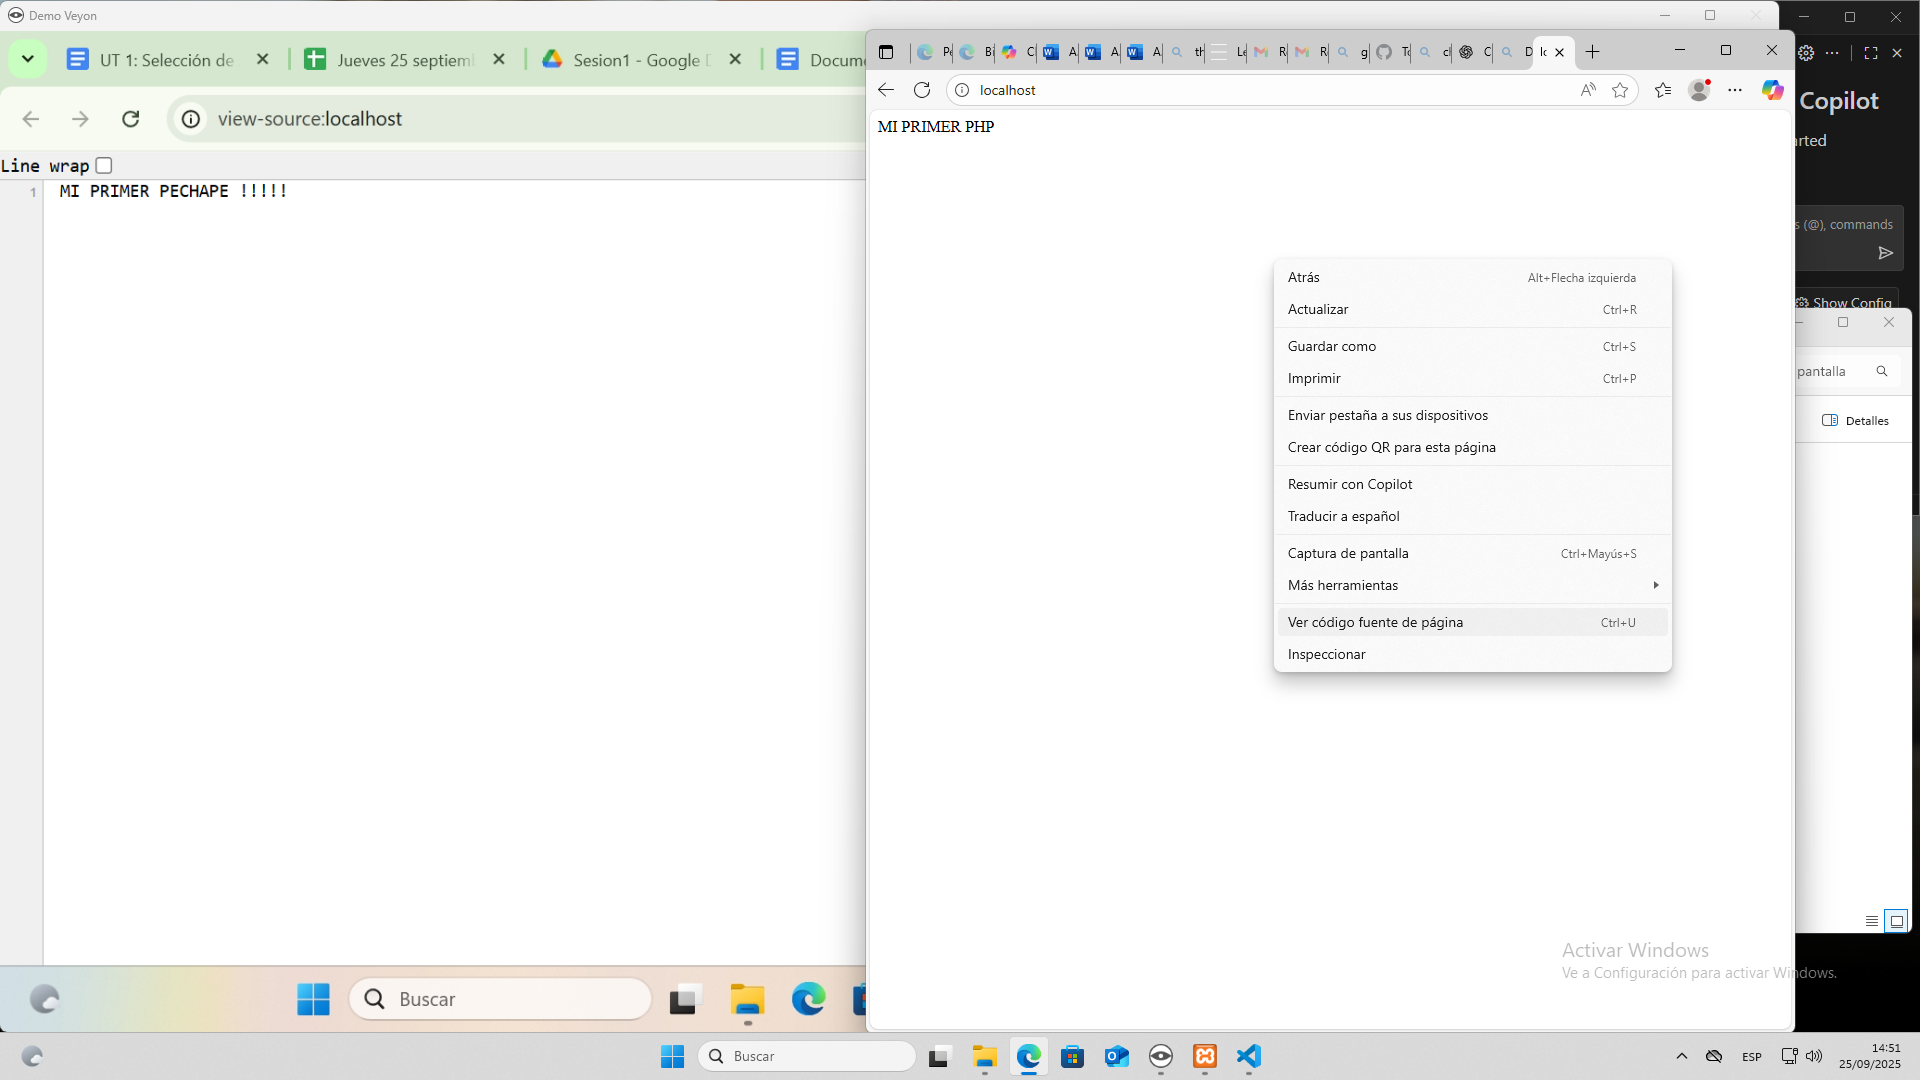 Demo Veyon
UT 1: Selección de
Jueves 25 septiem
Sesion1 - Google D
Docume
view-source:localhost
Line wrap
1
MI PRIMER PECHAPE !!!!!
Buscar
localhost
MI PRIMER PHP
Atrás Alt+Flecha izquierda
Actualizar Ctrl+R
Guardar como Ctrl+S
Imprimir Ctrl+P
Enviar pestaña a sus dispositivos
Crear código QR para esta página
Resumir con Copilot
Traducir a español
Captura de pantalla Ctrl+Mayús+S
Más herramientas
Ver código fuente de página Ctrl+U
Inspeccionar
Copilot
arted
s (@), commands
Show Config
pantalla
Detalles
Activar Windows
Ve a Configuración para activar Windows.
Buscar
ESP
14:51
25/09/2025